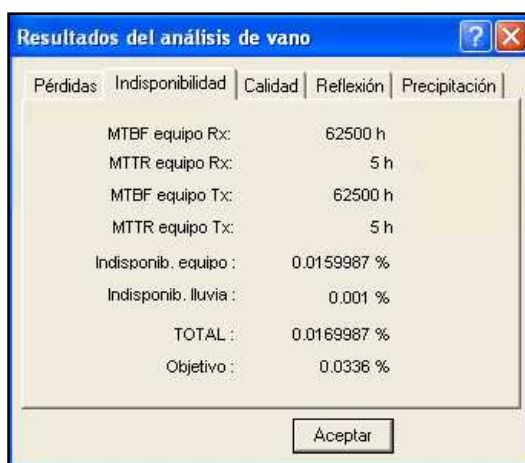 Resultados del análisis de vano
Pérdidas Indisponibilidad Calidad Reflexión Precipitación
MTBF equipo Rx: 62500 h
MTTR equipo Rx: 5 h
MTBF equipo Tx: 62500 h
MTTR equipo Tx: 5 h
Indisponib. equipo : 0.0159987 %
Indisponib. lluvia : 0.001 %
TOTAL : 0.0169987 %
Objetivo : 0.0336 %
Aceptar